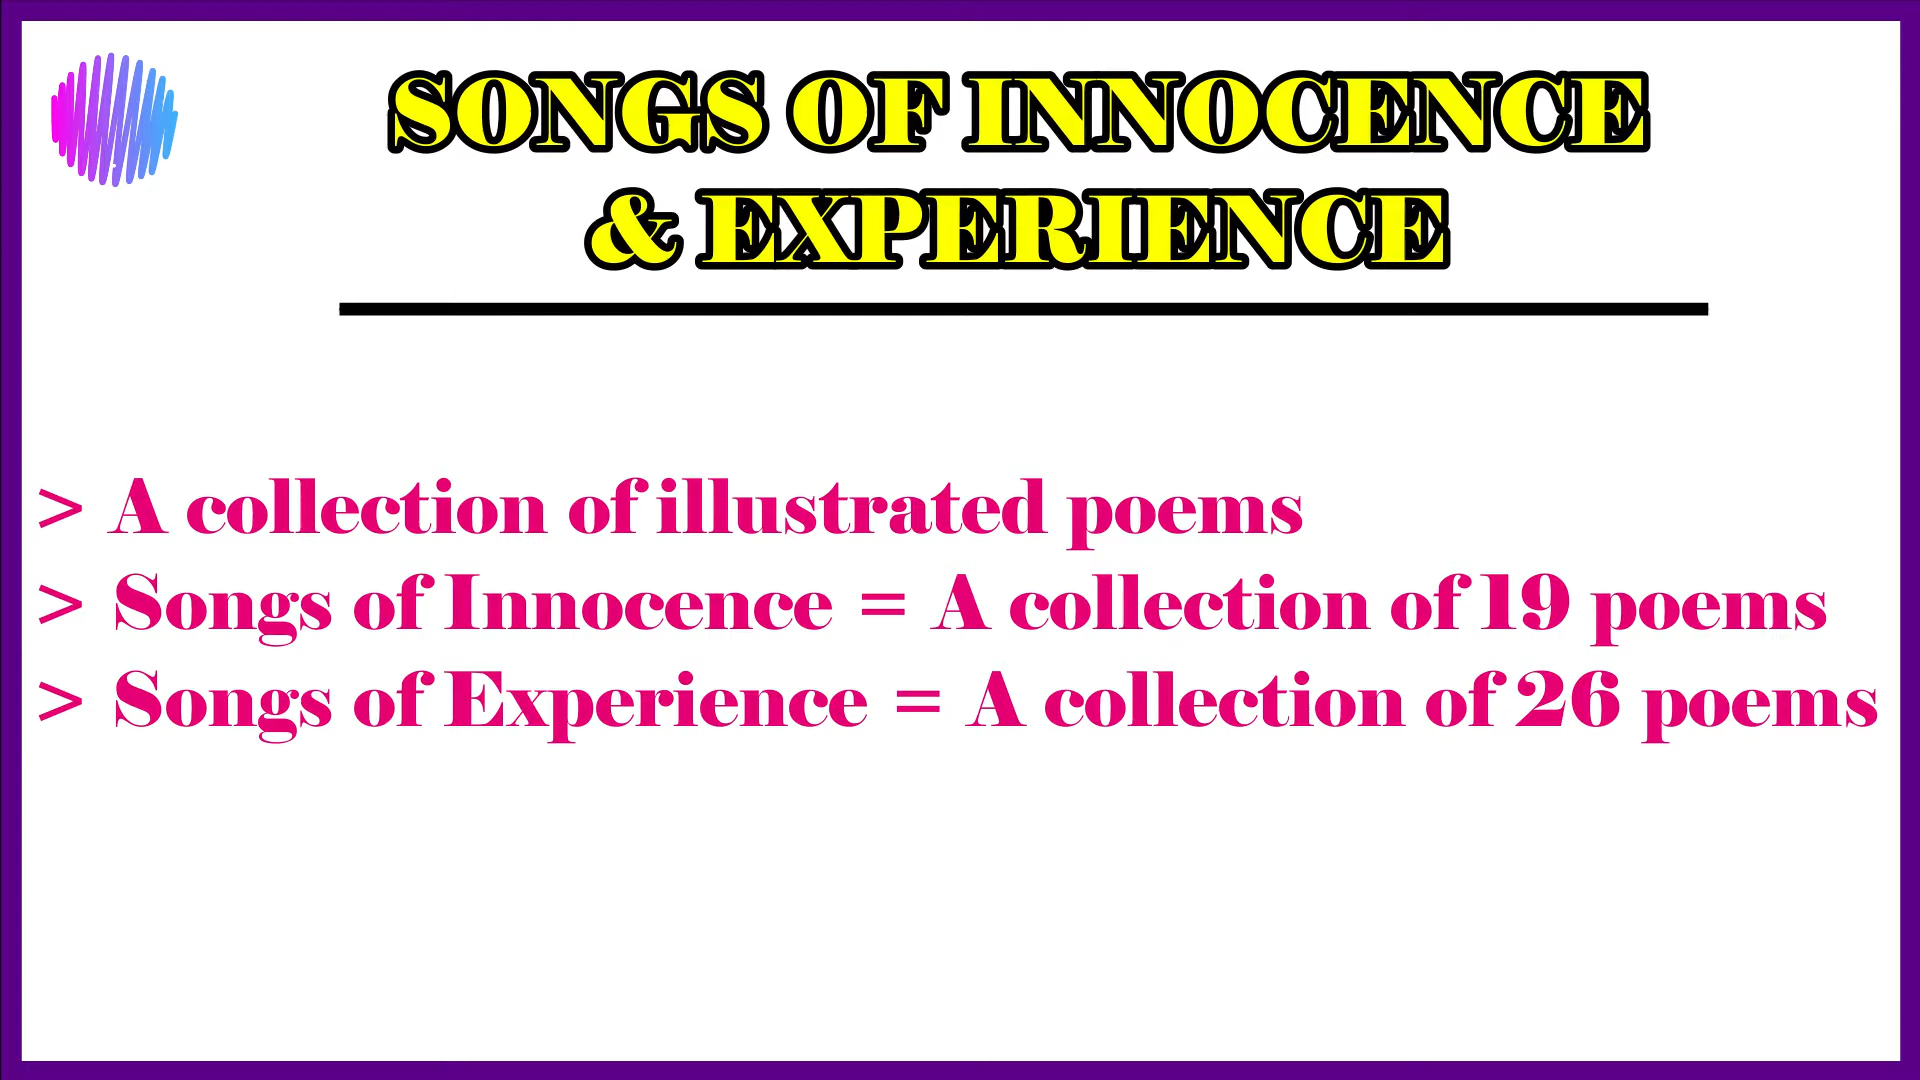 SONGS OF INNOCENCE
& EXPERIENCE
> A collection of illustrated poems
> Songs of Innocence = A collection of 19 poems
> Songs of Experience = A collection of 26 poems